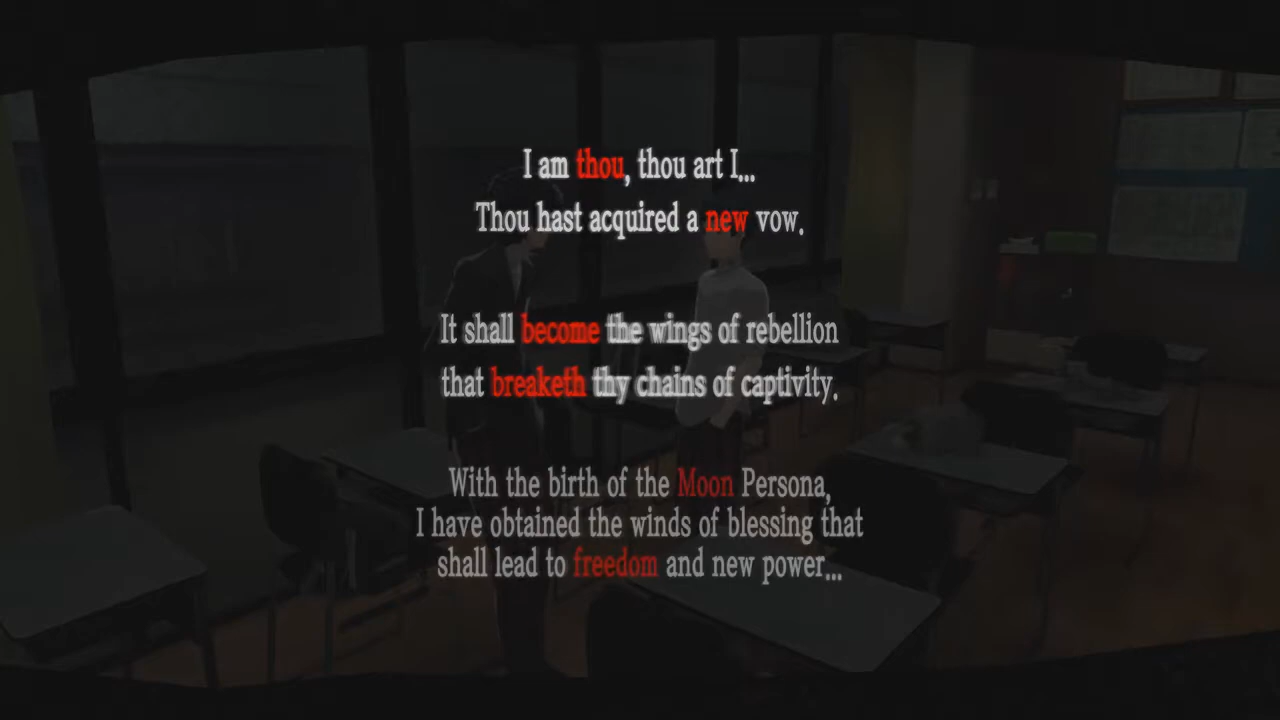 I am thou, thou art I...
Thou hast acquired a new vow.
It shall become the wings of rebellion
that breaketh thy chains of captivity.
With the birth of the Moon Persona,
I have obtained the winds of blessing that
shall lead to freedom and new power...